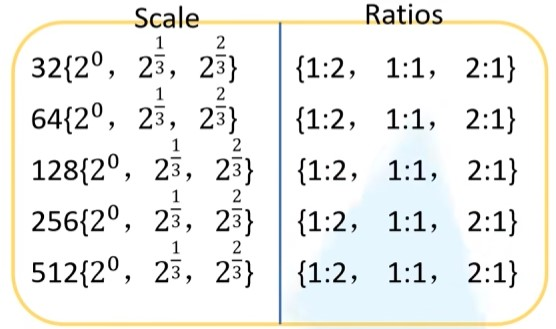 Scale Ratios
32{2⁰, 2^{1/3}, 2^{2/3}} {1:2, 1:1, 2:1}
64{2⁰, 2^{1/3}, 2^{2/3}} {1:2, 1:1, 2:1}
128{2⁰, 2^{1/3}, 2^{2/3}} {1:2, 1:1, 2:1}
256{2⁰, 2^{1/3}, 2^{2/3}} {1:2, 1:1, 2:1}
512{2⁰, 2^{1/3}, 2^{2/3}} {1:2, 1:1, 2:1}